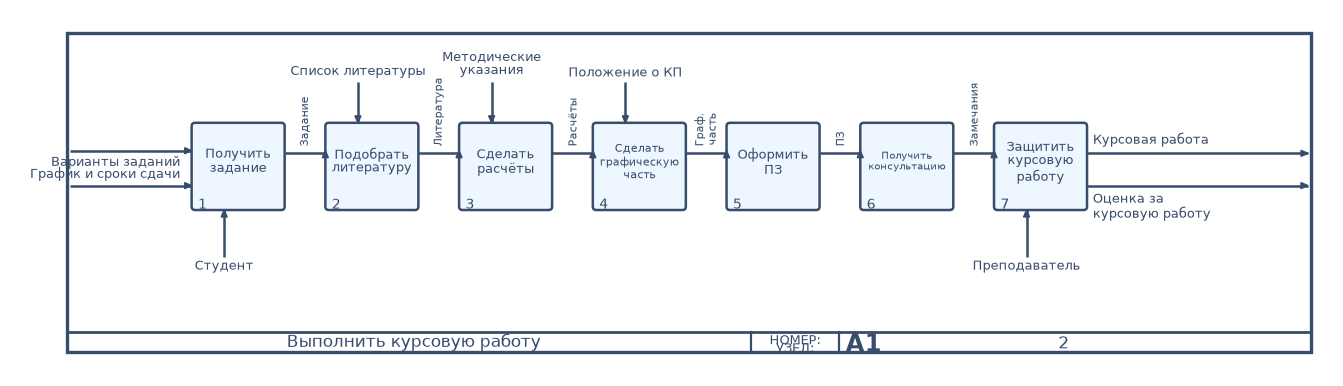 Методические
указания
Список литературы
Положение о КП
Задание
Литература
Расчёты
Граф.
часть
ПЗ
Замечания
Варианты заданий
График и сроки сдачи
Получить
задание
1
Подобрать
литературу
2
Сделать
расчёты
3
Сделать
графическую
часть
4
Оформить
ПЗ
5
Получить
консультацию
6
Защитить
курсовую
работу
7
Курсовая работа
Оценка за
курсовую работу
Студент
Преподаватель
Выполнить курсовую работу
НОМЕР:
УЗЕЛ:
А1
2